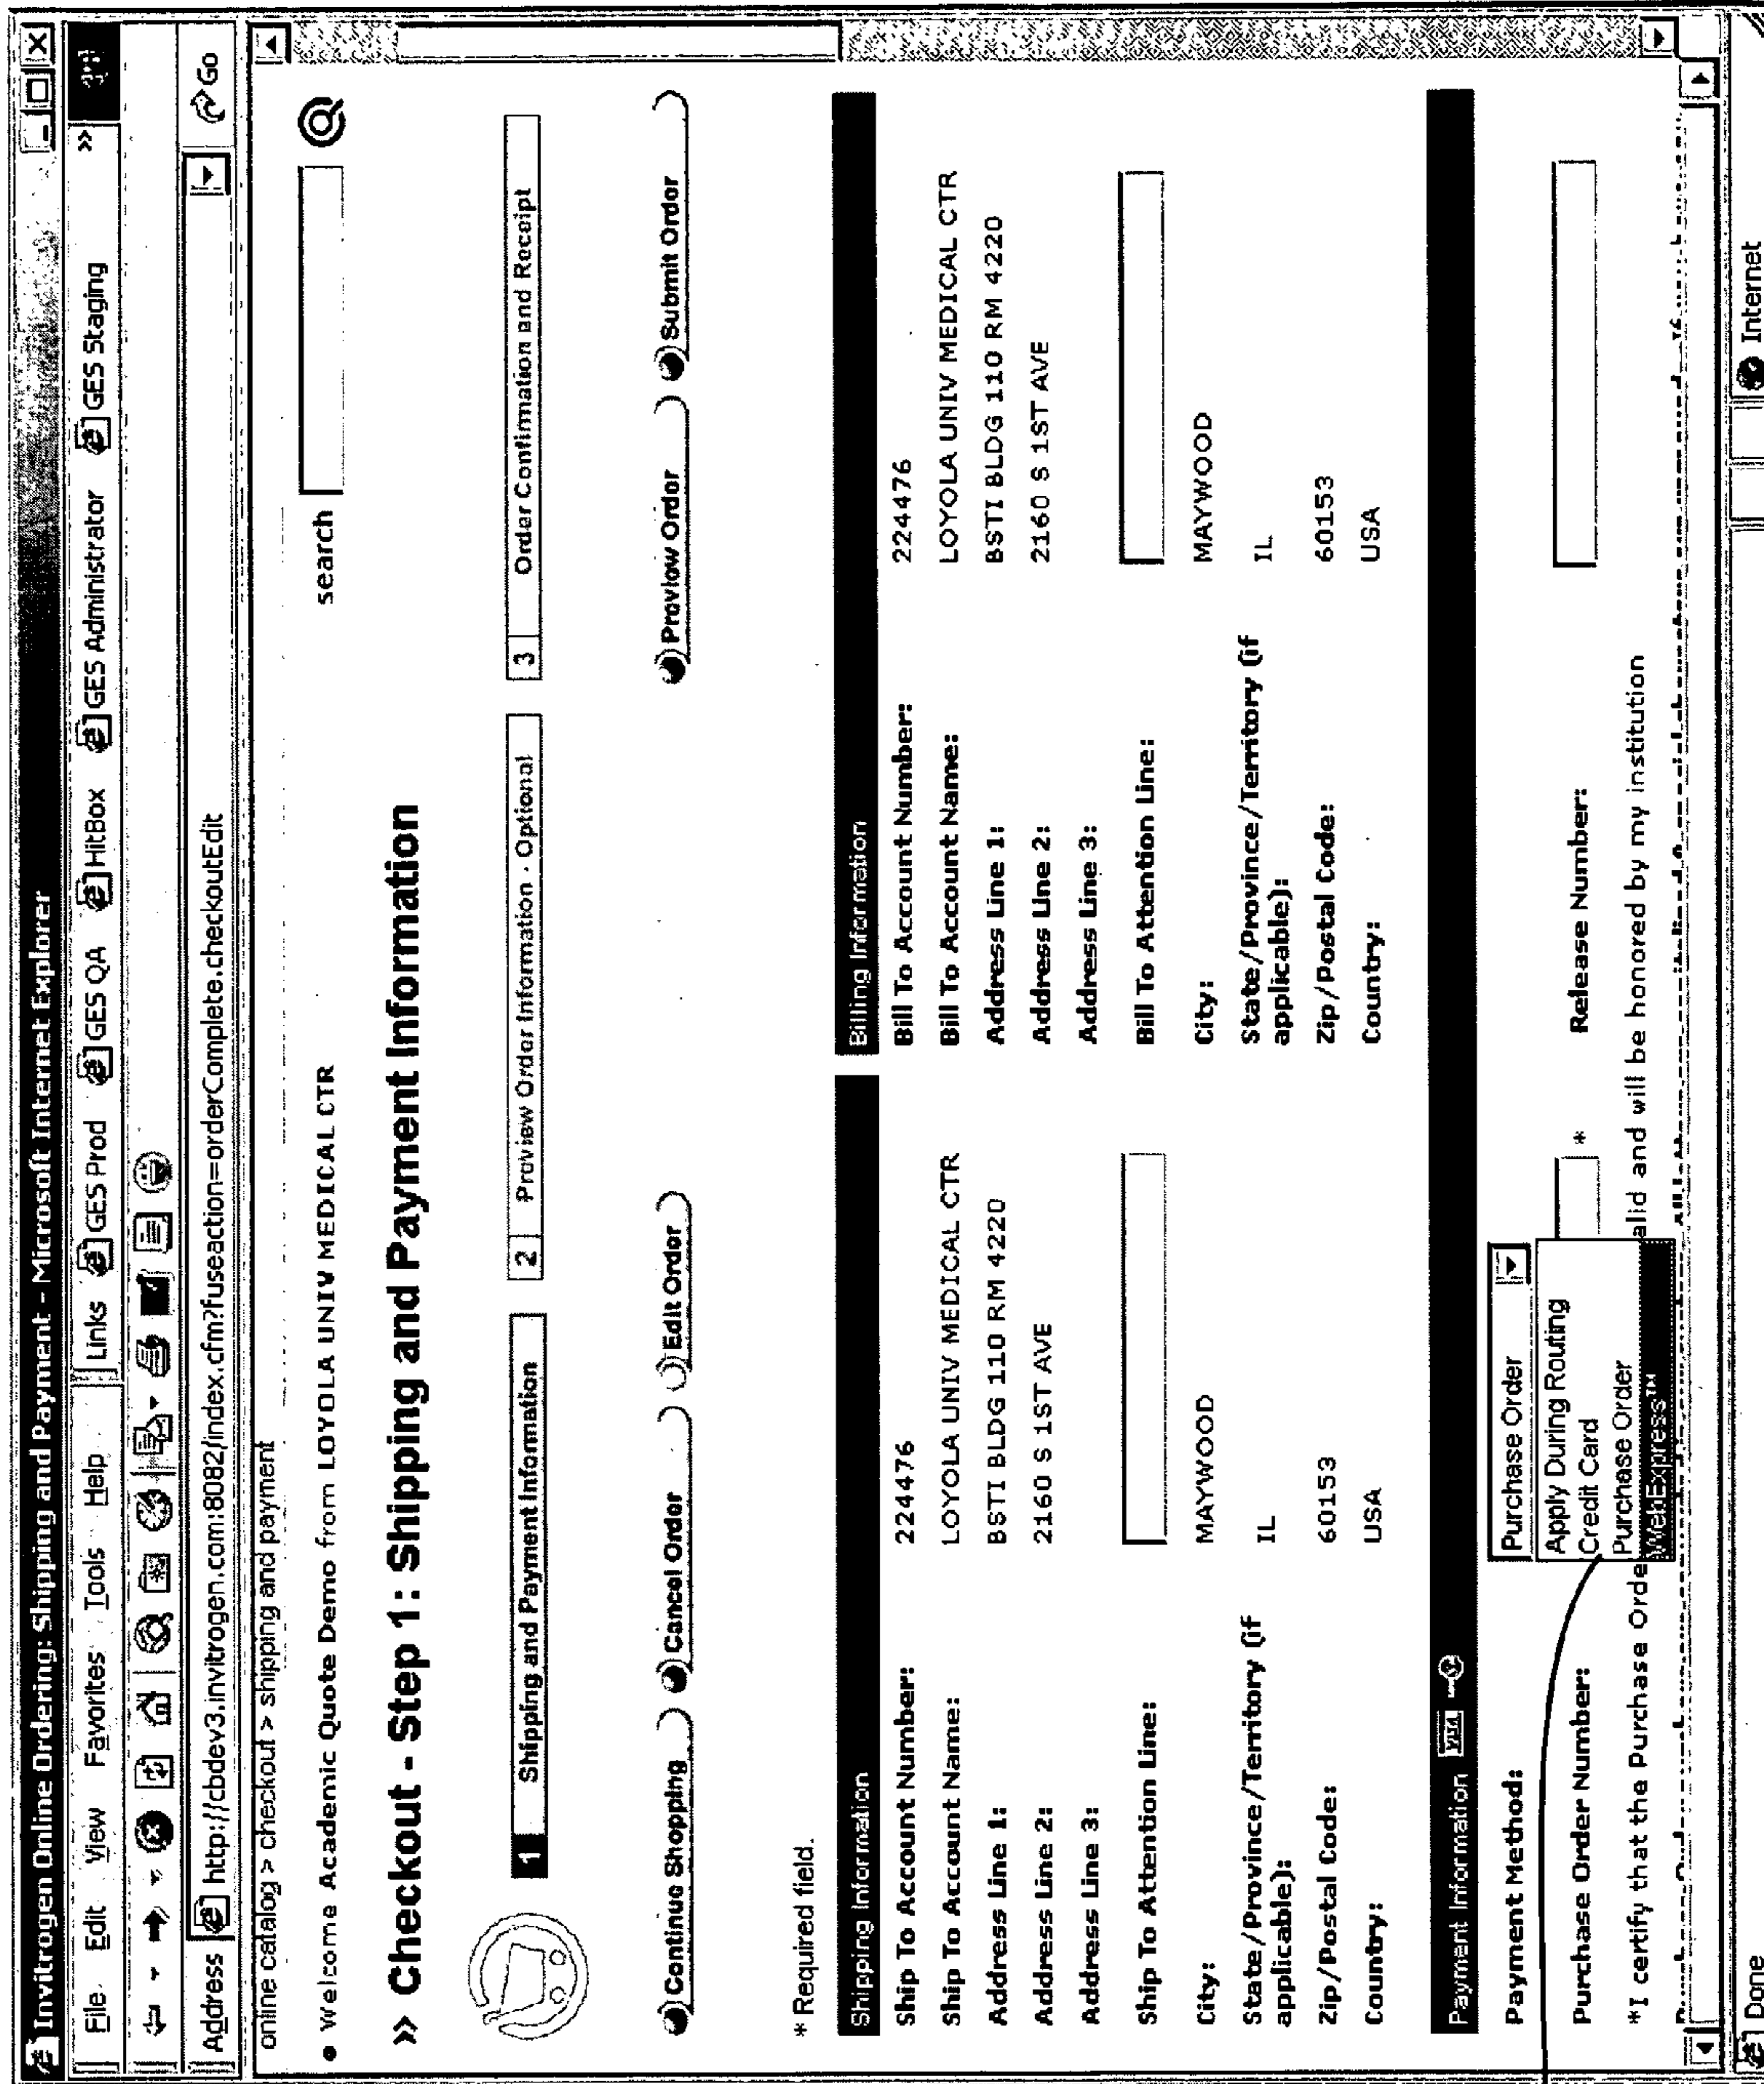 Invitrogen Online Ordering: Shipping and Payment - Microsoft Internet Explorer
File Edit View Favorites Tools Help Links GES Prod GES QA HitBox GES Administrator GES Staging »
Address http://cbdev3.invitrogen.com:8082/index.cfm?fuseaction=orderComplete.checkoutEdit Go
online catalog > checkout > shipping and payment
• Welcome Academic Quote Demo from LOYOLA UNIV MEDICAL CTR search
» Checkout - Step 1: Shipping and Payment Information
1 Shipping and Payment Information 2 Preview Order Information - Optional 3 Order Confirmation and Receipt
Continue Shopping Cancel Order Edit Order Preview Order Submit Order
* Required field.
Shipping Information Billing Information
Ship To Account Number: 224476 Bill To Account Number: 224476
Ship To Account Name: LOYOLA UNIV MEDICAL CTR Bill To Account Name: LOYOLA UNIV MEDICAL CTR
Address Line 1: BSTI BLDG 110 RM 4220 Address Line 1: BSTI BLDG 110 RM 4220
Address Line 2: 2160 S 1ST AVE Address Line 2: 2160 S 1ST AVE
Address Line 3: Address Line 3:
Ship To Attention Line: Bill To Attention Line:
City: MAYWOOD City: MAYWOOD
State/Province/Territory (if applicable): IL State/Province/Territory (if applicable): IL
Zip/Postal Code: 60153 Zip/Postal Code: 60153
Country: USA Country: USA
Payment Information VISA
Payment Method: Purchase Order
Apply During Routing
Credit Card
Purchase Order
WebExpress
Purchase Order Number: * Release Number:
*I certify that the Purchase Orde alid and will be honored by my institution
Done Internet